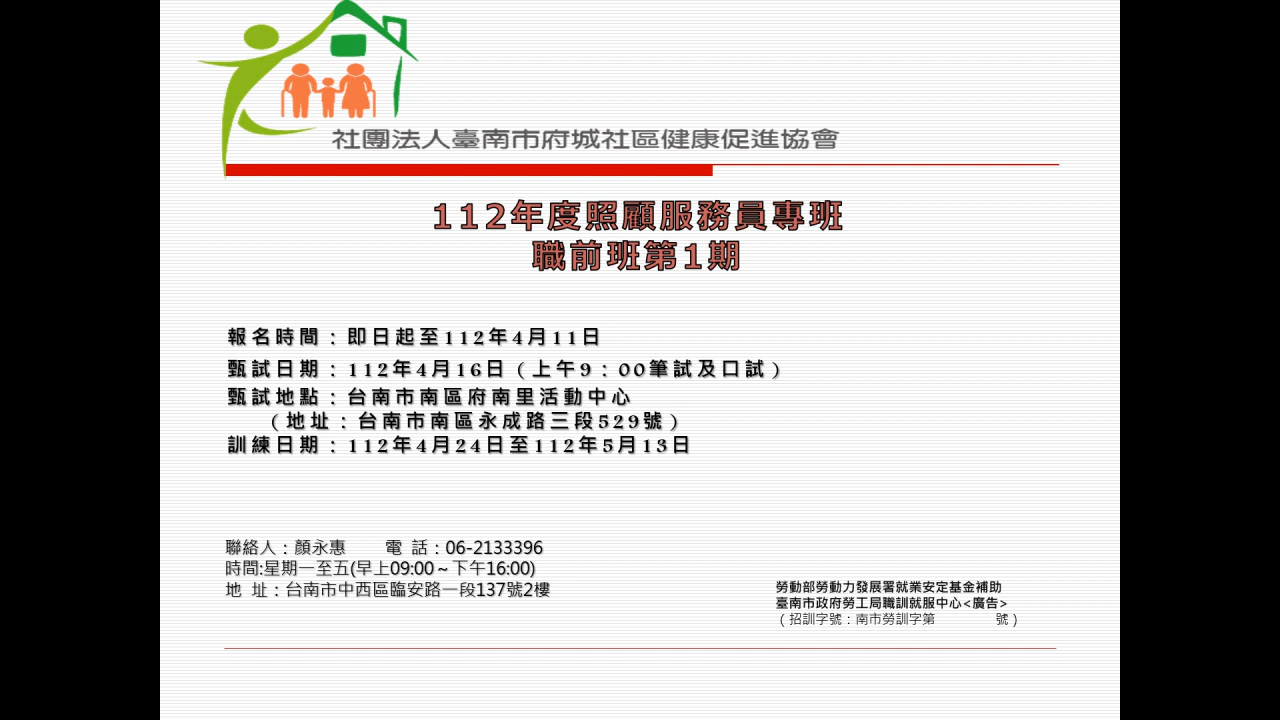 社團法人臺南市府城社區健康促進協會
112年度照顧服務員專班
職前班第1期
報名時間：即日起至112年4月11日
甄試日期：112年4月16日（上午9：00筆試及口試）
甄試地點：台南市南區府南里活動中心
（地址：台南市南區永成路三段529號）
訓練日期：112年4月24日至112年5月13日
聯絡人：顏永惠　　電 話：06-2133396
時間:星期一至五(早上09:00～下午16:00)
地 址：台南市中西區臨安路一段137號2樓
勞動部勞動力發展署就業安定基金補助
臺南市政府勞工局職訓就服中心<廣告>
（招訓字號：南市勞訓字第　　　　號）